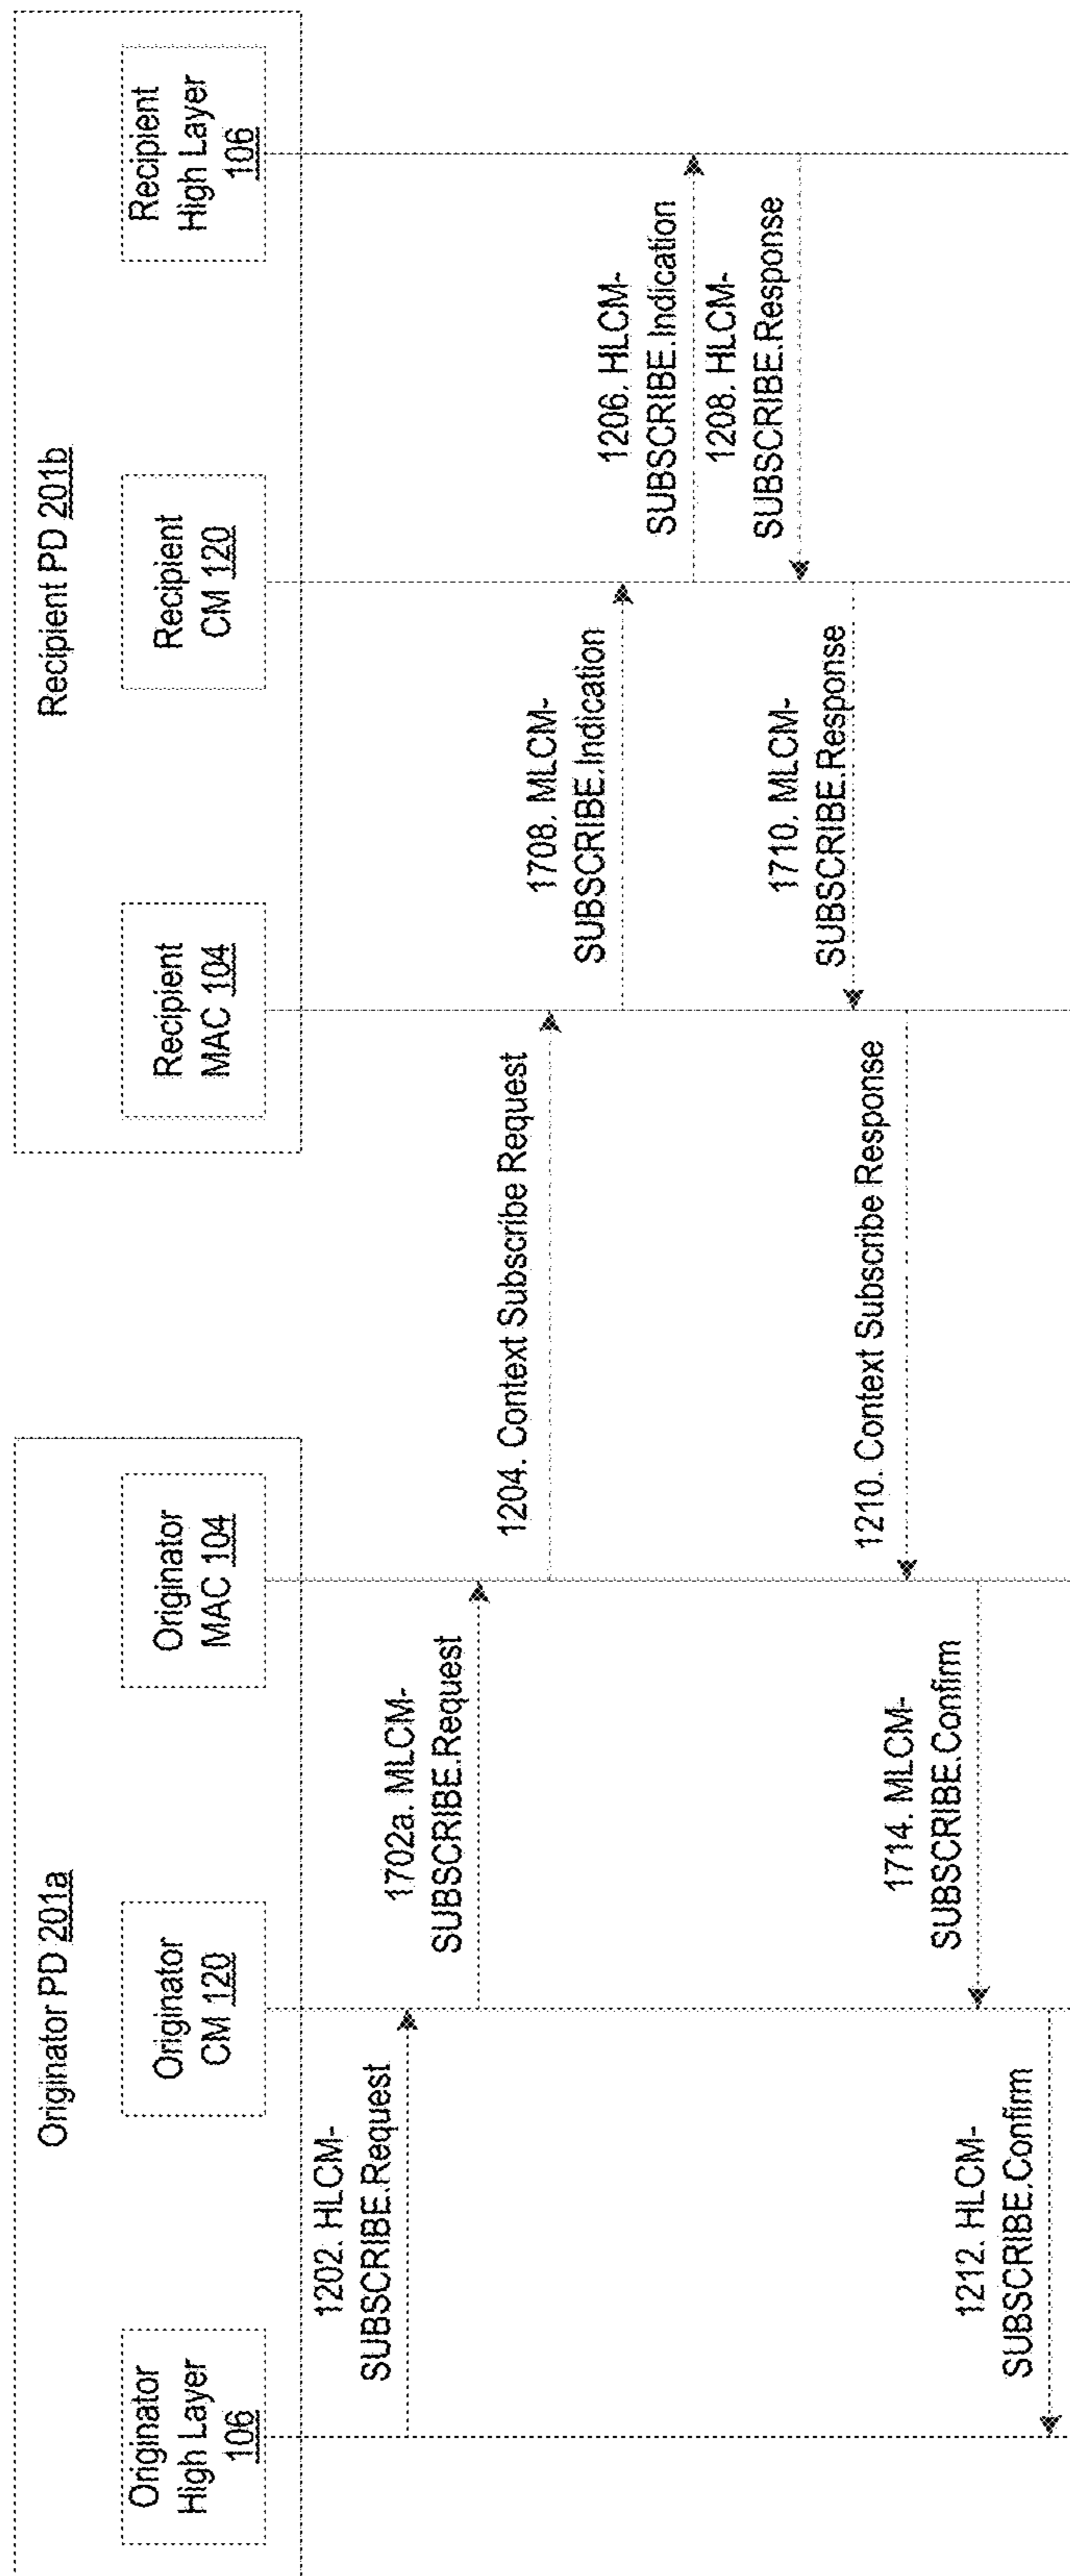 Originator PD 201a
Recipient PD 201b
Originator
High Layer
106
Originator
CM 120
Originator
MAC 104
Recipient
MAC 104
Recipient
CM 120
Recipient
High Layer
106
1202. HLCM-
SUBSCRIBE.Request
1702a. MLCM-
SUBSCRIBE.Request
1204. Context Subscribe Request
1708. MLCM-
SUBSCRIBE.Indication
1206. HLCM-
SUBSCRIBE.Indication
1208. HLCM-
SUBSCRIBE.Response
1710. MLCM-
SUBSCRIBE.Response
1210. Context Subscribe Response
1714. MLCM-
SUBSCRIBE.Confirm
1212. HLCM-
SUBSCRIBE.Confirm